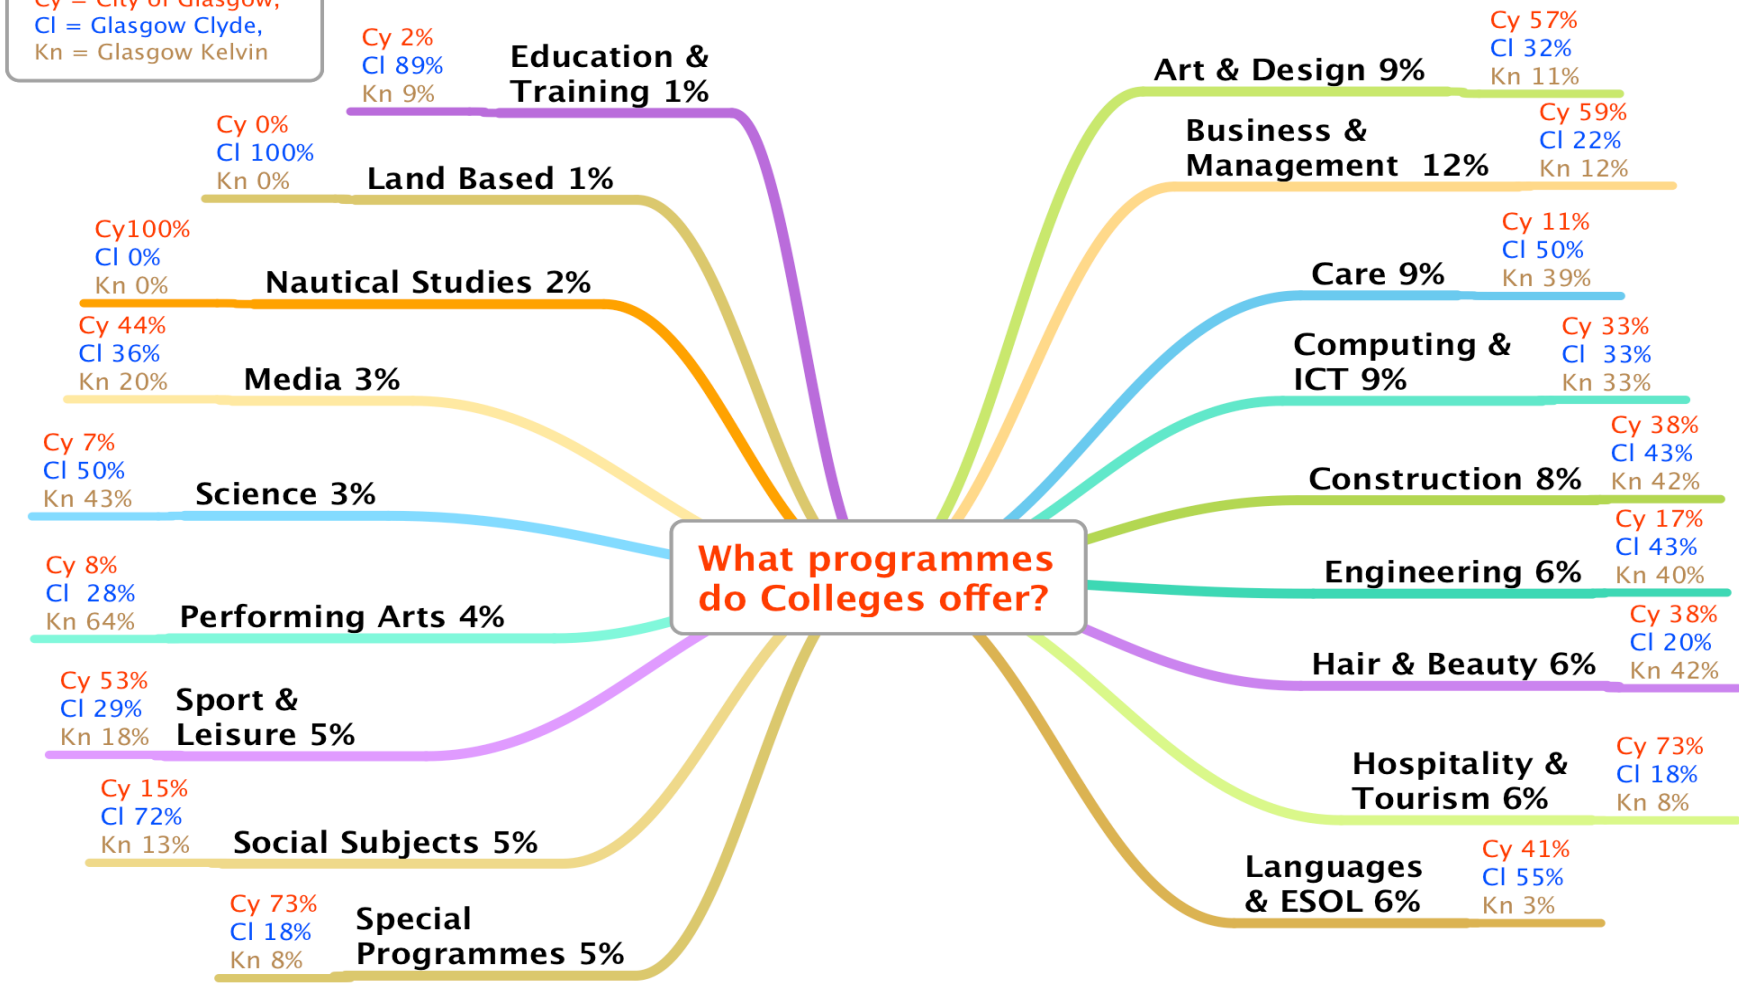 Cy = City of Glasgow,
Cl = Glasgow Clyde,
Kn = Glasgow Kelvin
Cy 2%
Cl 89%
Kn 9%
Education &
Training 1%
Cy 0%
Cl 100%
Kn 0%
Land Based 1%
Cy100%
Cl 0%
Kn 0%
Nautical Studies 2%
Cy 44%
Cl 36%
Kn 20%
Media 3%
Cy 7%
Cl 50%
Kn 43%
Science 3%
Cy 8%
Cl  28%
Kn 64%
Performing Arts 4%
Cy 53%
Cl 29%
Kn 18%
Sport &
Leisure 5%
Cy 15%
Cl 72%
Kn 13%
Social Subjects 5%
Cy 73%
Cl 18%
Kn 8%
Special
Programmes 5%
What programmes
do Colleges offer?
Art & Design 9%
Cy 57%
Cl 32%
Kn 11%
Business &
Management  12%
Cy 59%
Cl 22%
Kn 12%
Care 9%
Cy 11%
Cl 50%
Kn 39%
Computing &
ICT 9%
Cy 33%
Cl  33%
Kn 33%
Construction 8%
Cy 38%
Cl 43%
Kn 42%
Engineering 6%
Cy 17%
Cl 43%
Kn 40%
Hair & Beauty 6%
Cy 38%
Cl 20%
Kn 42%
Hospitality &
Tourism 6%
Cy 73%
Cl 18%
Kn 8%
Languages
& ESOL 6%
Cy 41%
Cl 55%
Kn 3%